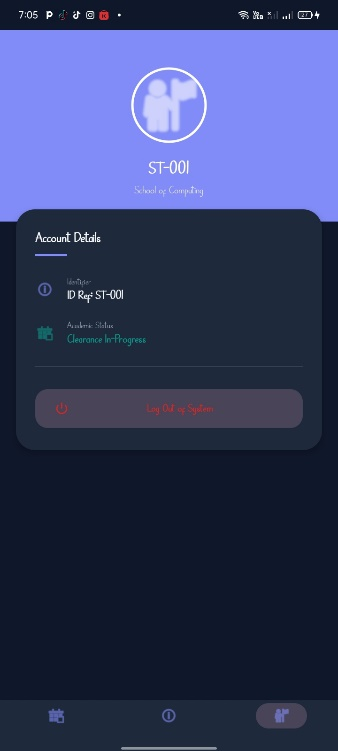 7:05
27
ST-001
School of Computing
Account Details
Identifier
ID Ref: ST-001
Academic Status
Clearance In-Progress
Log Out of System